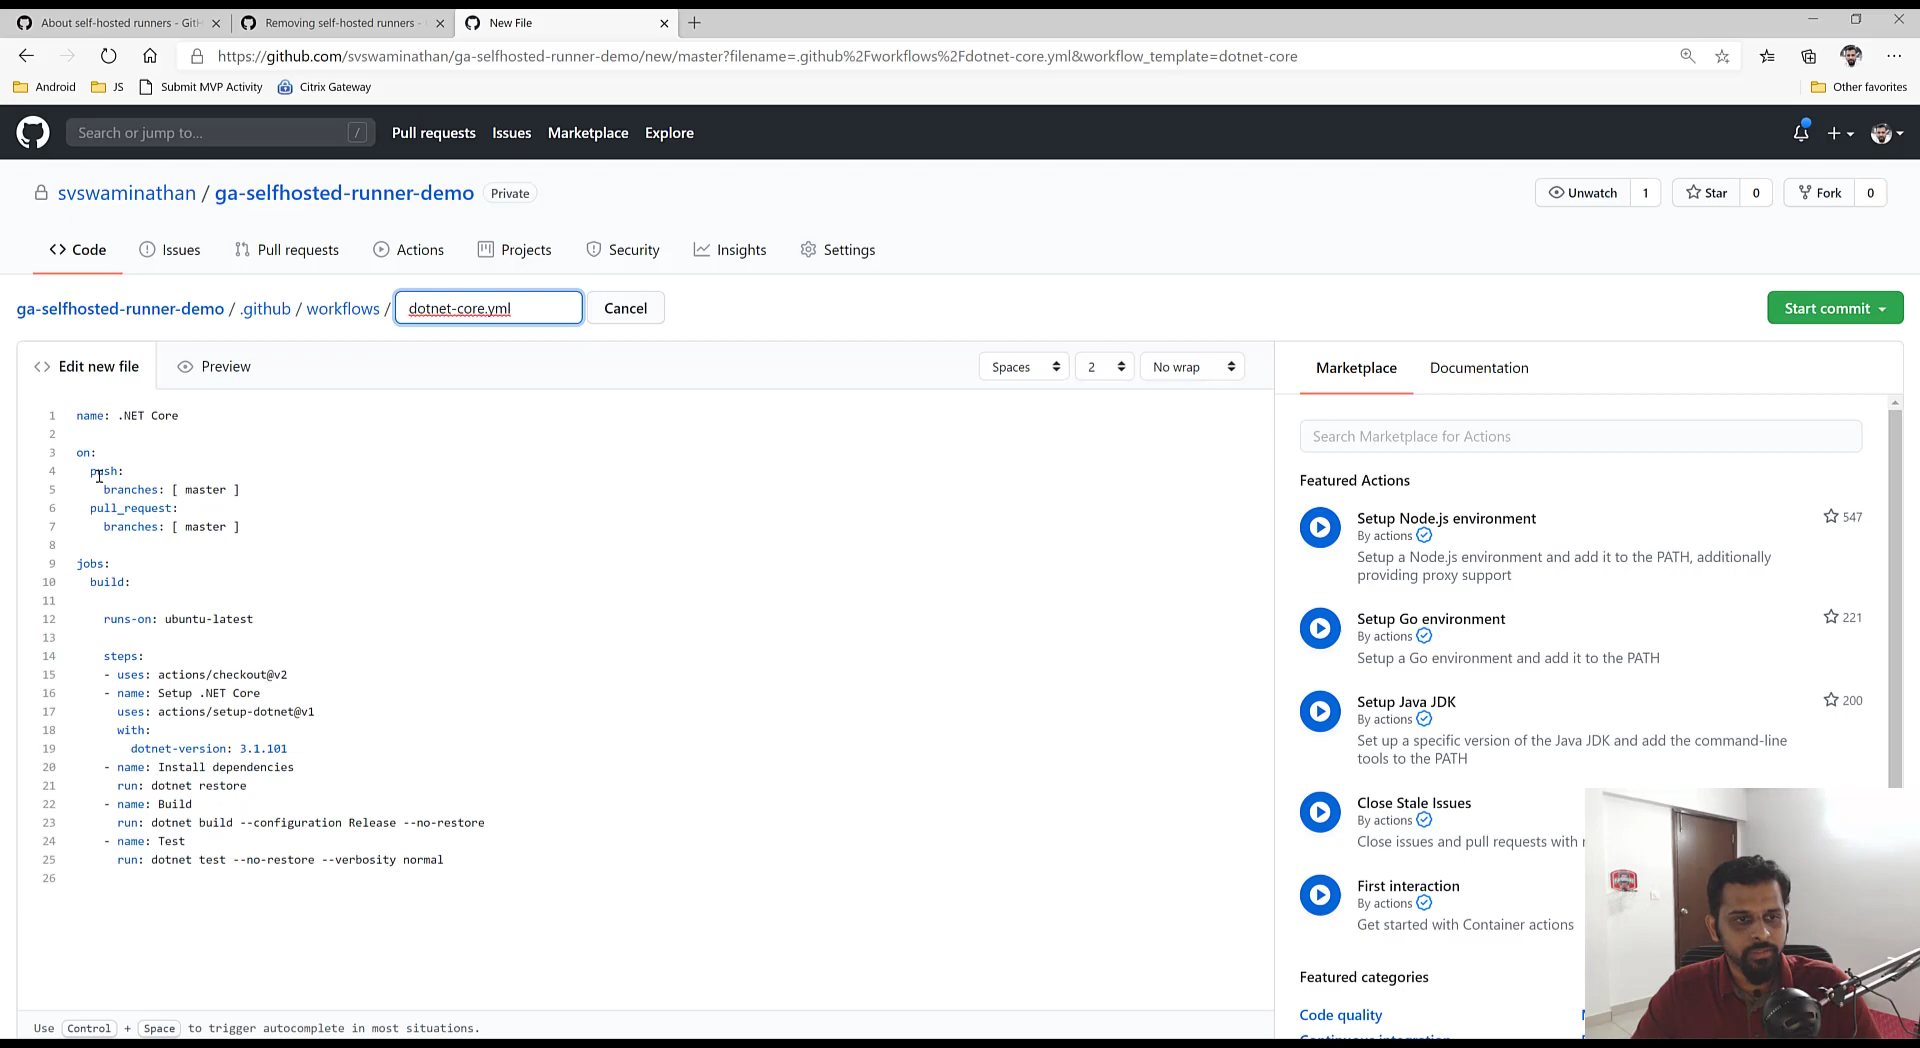 About self-hosted runners - GitH
Removing self-hosted runners -
New File
https://github.com/svswaminathan/ga-selfhosted-runner-demo/new/master?filename=.github%2Fworkflows%2Fdotnet-core.yml&workflow_template=dotnet-core
Android
JS
Submit MVP Activity
Citrix Gateway
Other favorites
Search or jump to...
/
Pull requests
Issues
Marketplace
Explore
svswaminathan / ga-selfhosted-runner-demo
Private
Unwatch
1
Star
0
Fork
0
<> Code
Issues
Pull requests
Actions
Projects
Security
Insights
Settings
ga-selfhosted-runner-demo / .github / workflows / dotnet-core.yml
Cancel
Start commit
<> Edit new file
Preview
Spaces
2
No wrap
1 name: .NET Core
2
3 on:
4   push:
5     branches: [ master ]
6   pull_request:
7     branches: [ master ]
8
9 jobs:
10   build:
11
12     runs-on: ubuntu-latest
13
14     steps:
15     - uses: actions/checkout@v2
16     - name: Setup .NET Core
17       uses: actions/setup-dotnet@v1
18       with:
19         dotnet-version: 3.1.101
20     - name: Install dependencies
21       run: dotnet restore
22     - name: Build
23       run: dotnet build --configuration Release --no-restore
24     - name: Test
25       run: dotnet test --no-restore --verbosity normal
26
Use Control + Space to trigger autocomplete in most situations.
Marketplace
Documentation
Search Marketplace for Actions
Featured Actions
Setup Node.js environment
547
By actions
Setup a Node.js environment and add it to the PATH, additionally
providing proxy support
Setup Go environment
221
By actions
Setup a Go environment and add it to the PATH
Setup Java JDK
200
By actions
Set up a specific version of the Java JDK and add the command-line
tools to the PATH
Close Stale Issues
By actions
Close issues and pull requests with
First interaction
By actions
Get started with Container actions
Featured categories
Code quality
Continuous integration